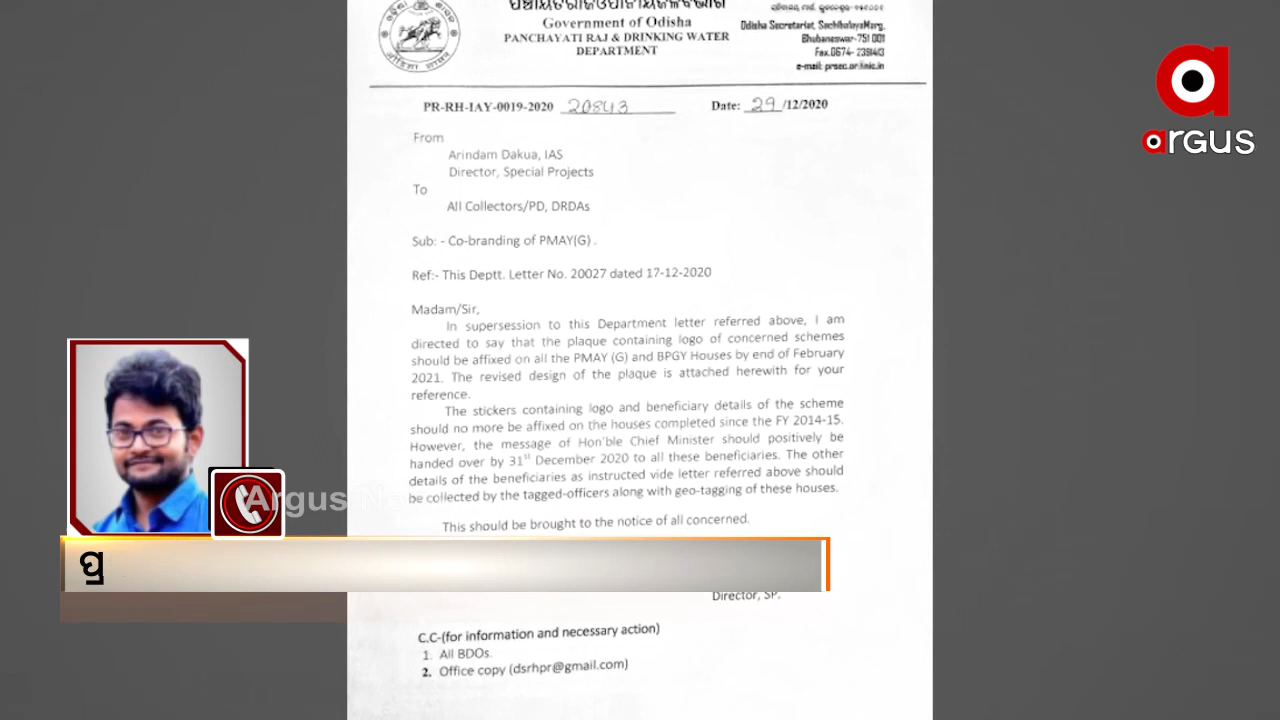 Government of Odisha
PANCHAYATI RAJ & DRINKING WATER
DEPARTMENT
Odisha Secretariat, SachibalayaMarg,
Bhubaneswar-751 001
Fax.0674- 2391413
e-mail: prsec.or@nic.in
PR-RH-IAY-0019-2020 20843 Date: 29/12/2020
From
Arindam Dakua, IAS
Director, Special Projects
To
All Collectors/PD, DRDAs
Sub: - Co-branding of PMAY(G) .
Ref:- This Deptt. Letter No. 20027 dated 17-12-2020
Madam/Sir,
In supersession to this Department letter referred above, I am
directed to say that the plaque containing logo of concerned schemes
should be affixed on all the PMAY (G) and BPGY Houses by end of February
2021. The revised design of the plaque is attached herewith for your
reference.
The stickers containing logo and beneficiary details of the scheme
should no more be affixed on the houses completed since the FY 2014-15.
However, the message of Hon'ble Chief Minister should positively be
handed over by 31st December 2020 to all these beneficiaries. The other
details of the beneficiaries as instructed vide letter referred above should
be collected by the tagged-officers along with geo-tagging of these houses.
This should be brought to the notice of all concerned.
Director, SP.
C.C-(for information and necessary action)
1. All BDOs.
2. Office copy (dsrhpr@gmail.com)
argus
Argus Ne
ପ୍ର